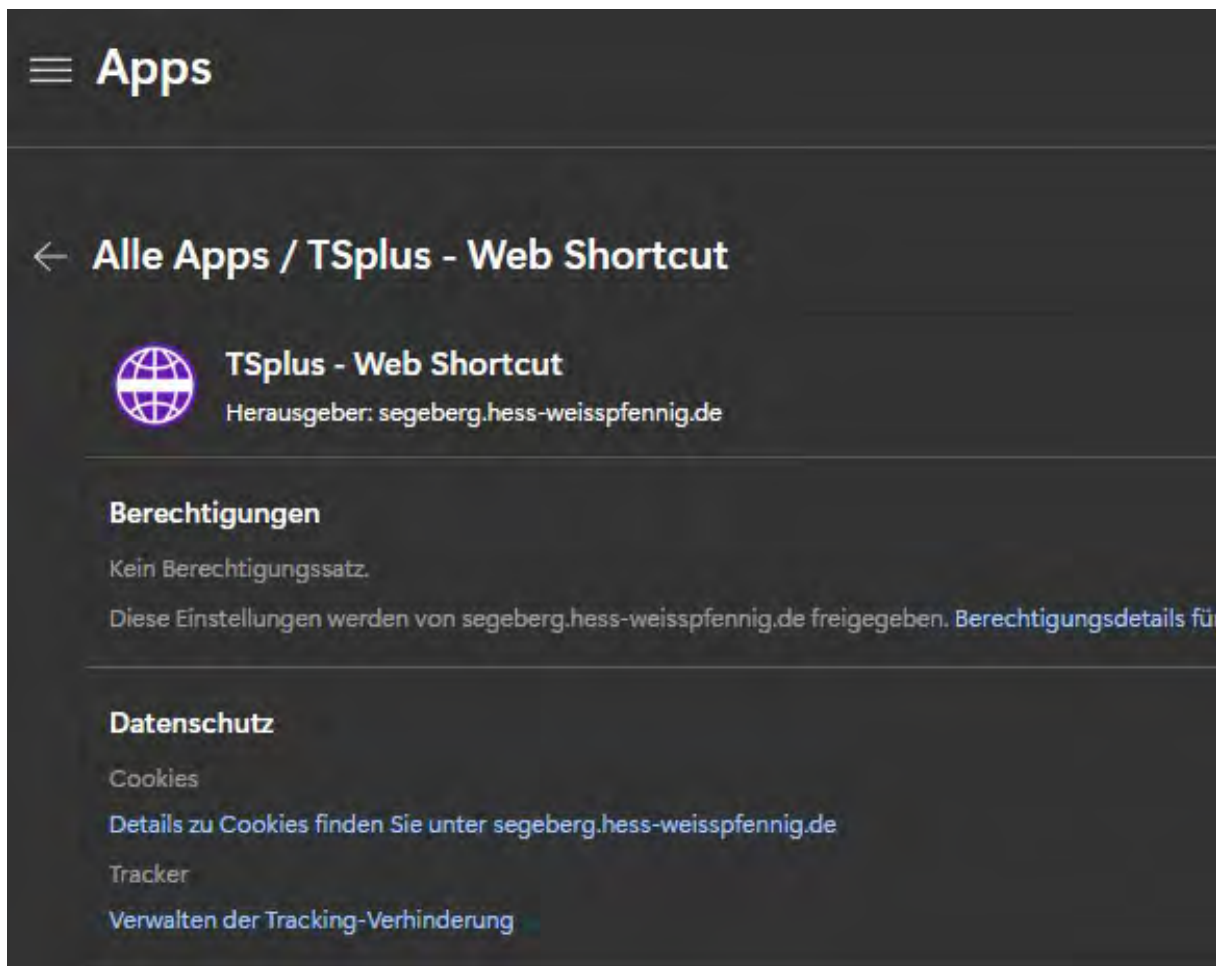 Apps
Alle Apps / TSplus - Web Shortcut
TSplus - Web Shortcut
Herausgeber: segeberg.hess-weisspfennig.de
Berechtigungen
Kein Berechtigungssatz.
Diese Einstellungen werden von segeberg.hess-weisspfennig.de freigegeben. Berechtigungsdetails für
Datenschutz
Cookies
Details zu Cookies finden Sie unter segeberg.hess-weisspfennig.de
Tracker
Verwalten der Tracking-Verhinderung